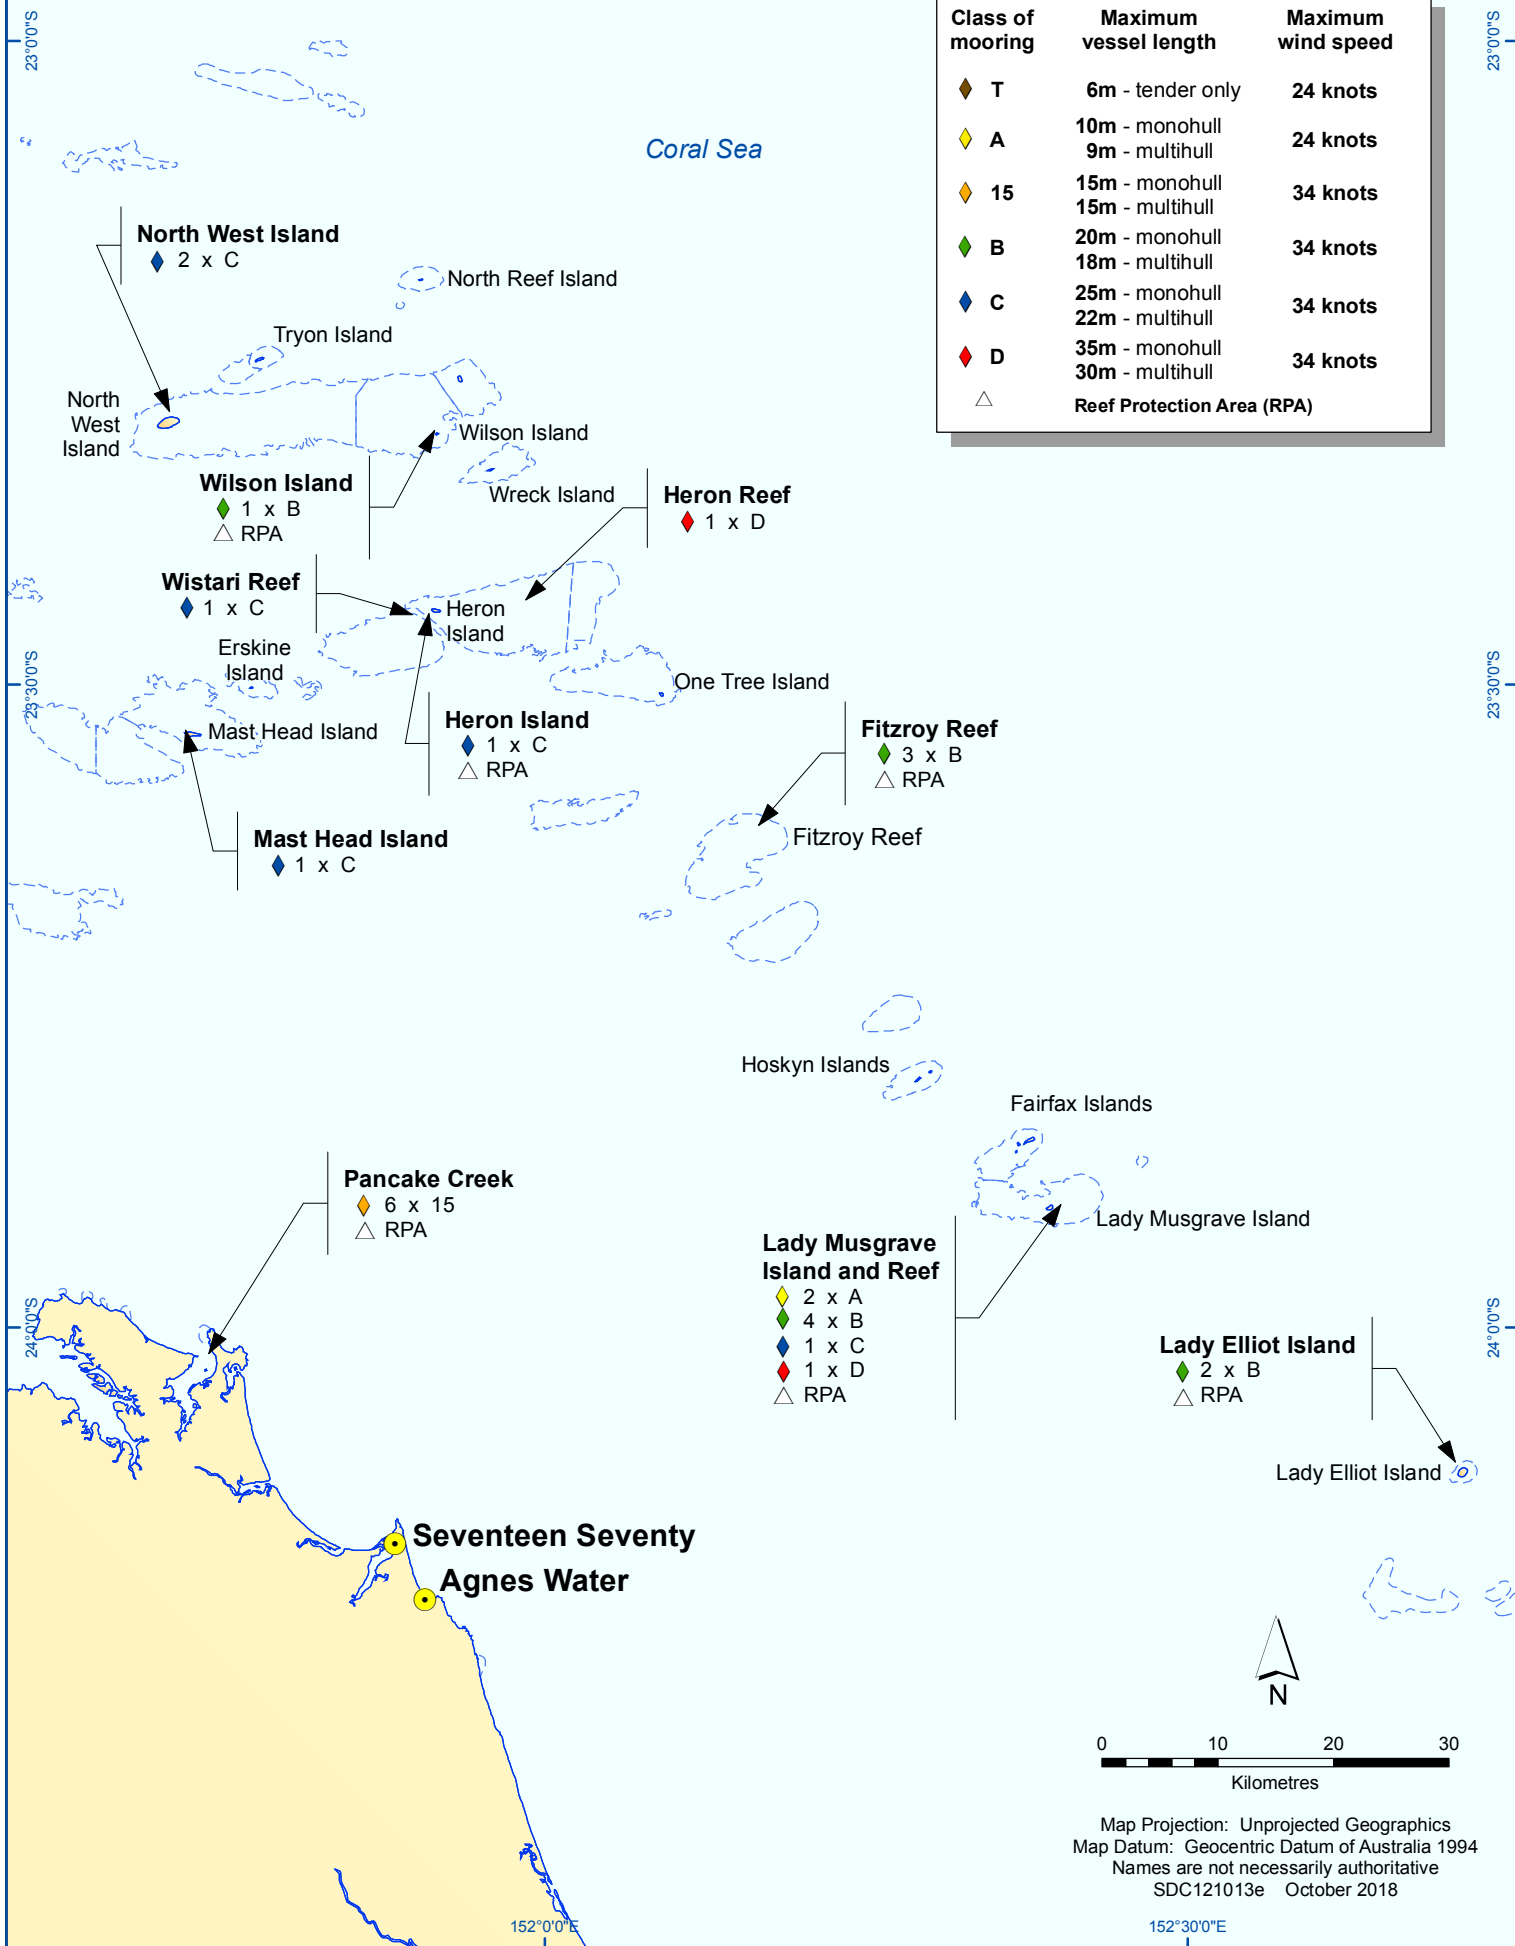 Class of mooring
Maximum vessel length
Maximum wind speed
T
6m - tender only
24 knots
A
10m - monohull
9m - multihull
24 knots
15
15m - monohull
15m - multihull
34 knots
B
20m - monohull
18m - multihull
34 knots
C
25m - monohull
22m - multihull
34 knots
D
35m - monohull
30m - multihull
34 knots
Reef Protection Area (RPA)
23°0'0"S
23°0'0"S
Coral Sea
North West Island
2 x C
North Reef Island
Tryon Island
North
West
Island
Wilson Island
Wilson Island
1 x B
RPA
Wreck Island
Heron Reef
1 x D
Wistari Reef
1 x C
Heron
Island
Erskine
Island
23°30'0"S
23°30'0"S
One Tree Island
Mast Head Island
Heron Island
1 x C
RPA
Fitzroy Reef
3 x B
RPA
Fitzroy Reef
Mast Head Island
1 x C
Hoskyn Islands
Fairfax Islands
Pancake Creek
6 x 15
RPA
Lady Musgrave Island
Lady Musgrave
Island and Reef
2 x A
4 x B
1 x C
1 x D
RPA
24°0'0"S
24°0'0"S
Lady Elliot Island
2 x B
RPA
Lady Elliot Island
Seventeen Seventy
Agnes Water
N
0 10 20 30
Kilometres
Map Projection: Unprojected Geographics
Map Datum: Geocentric Datum of Australia 1994
Names are not necessarily authoritative
SDC121013e October 2018
152°0'0"E
152°30'0"E